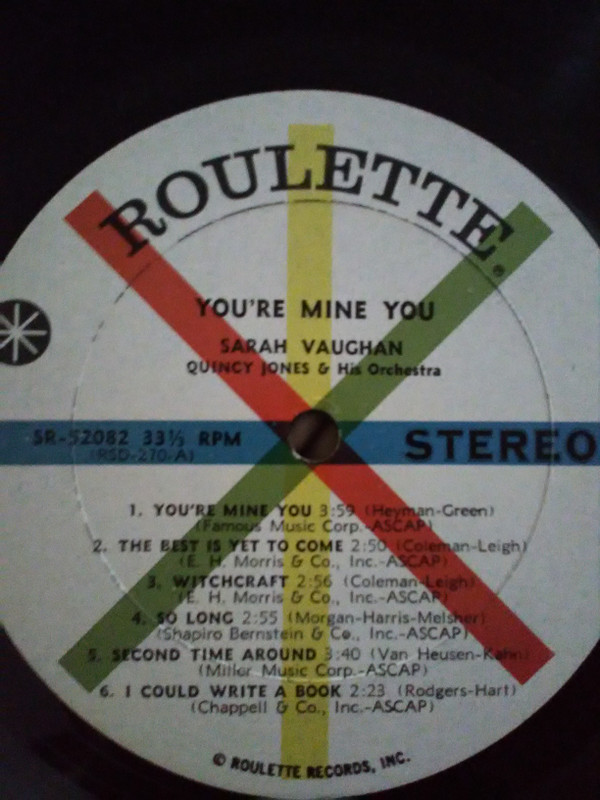 ROULETTE®
YOU'RE MINE YOU
SARAH VAUGHAN
QUINCY JONES & His Orchestra
SR-52082 33⅓ RPM STEREO
(RSD-270-A)
1. YOU'RE MINE YOU 3:59 (Heyman-Green)
(Famous Music Corp.-ASCAP)
2. THE BEST IS YET TO COME 2:50 (Coleman-Leigh)
(E. H. Morris & Co., Inc.-ASCAP)
3. WITCHCRAFT 2:56 (Coleman-Leigh)
(E. H. Morris & Co., Inc.-ASCAP)
4. SO LONG 2:55 (Morgan-Harris-Melsher)
(Shapiro Bernstein & Co., Inc.-ASCAP)
5. SECOND TIME AROUND 3:40 (Van Heusen-Kahn)
(Miller Music Corp.-ASCAP)
6. I COULD WRITE A BOOK 2:23 (Rodgers-Hart)
(Chappell & Co., Inc.-ASCAP)
© ROULETTE RECORDS, INC.